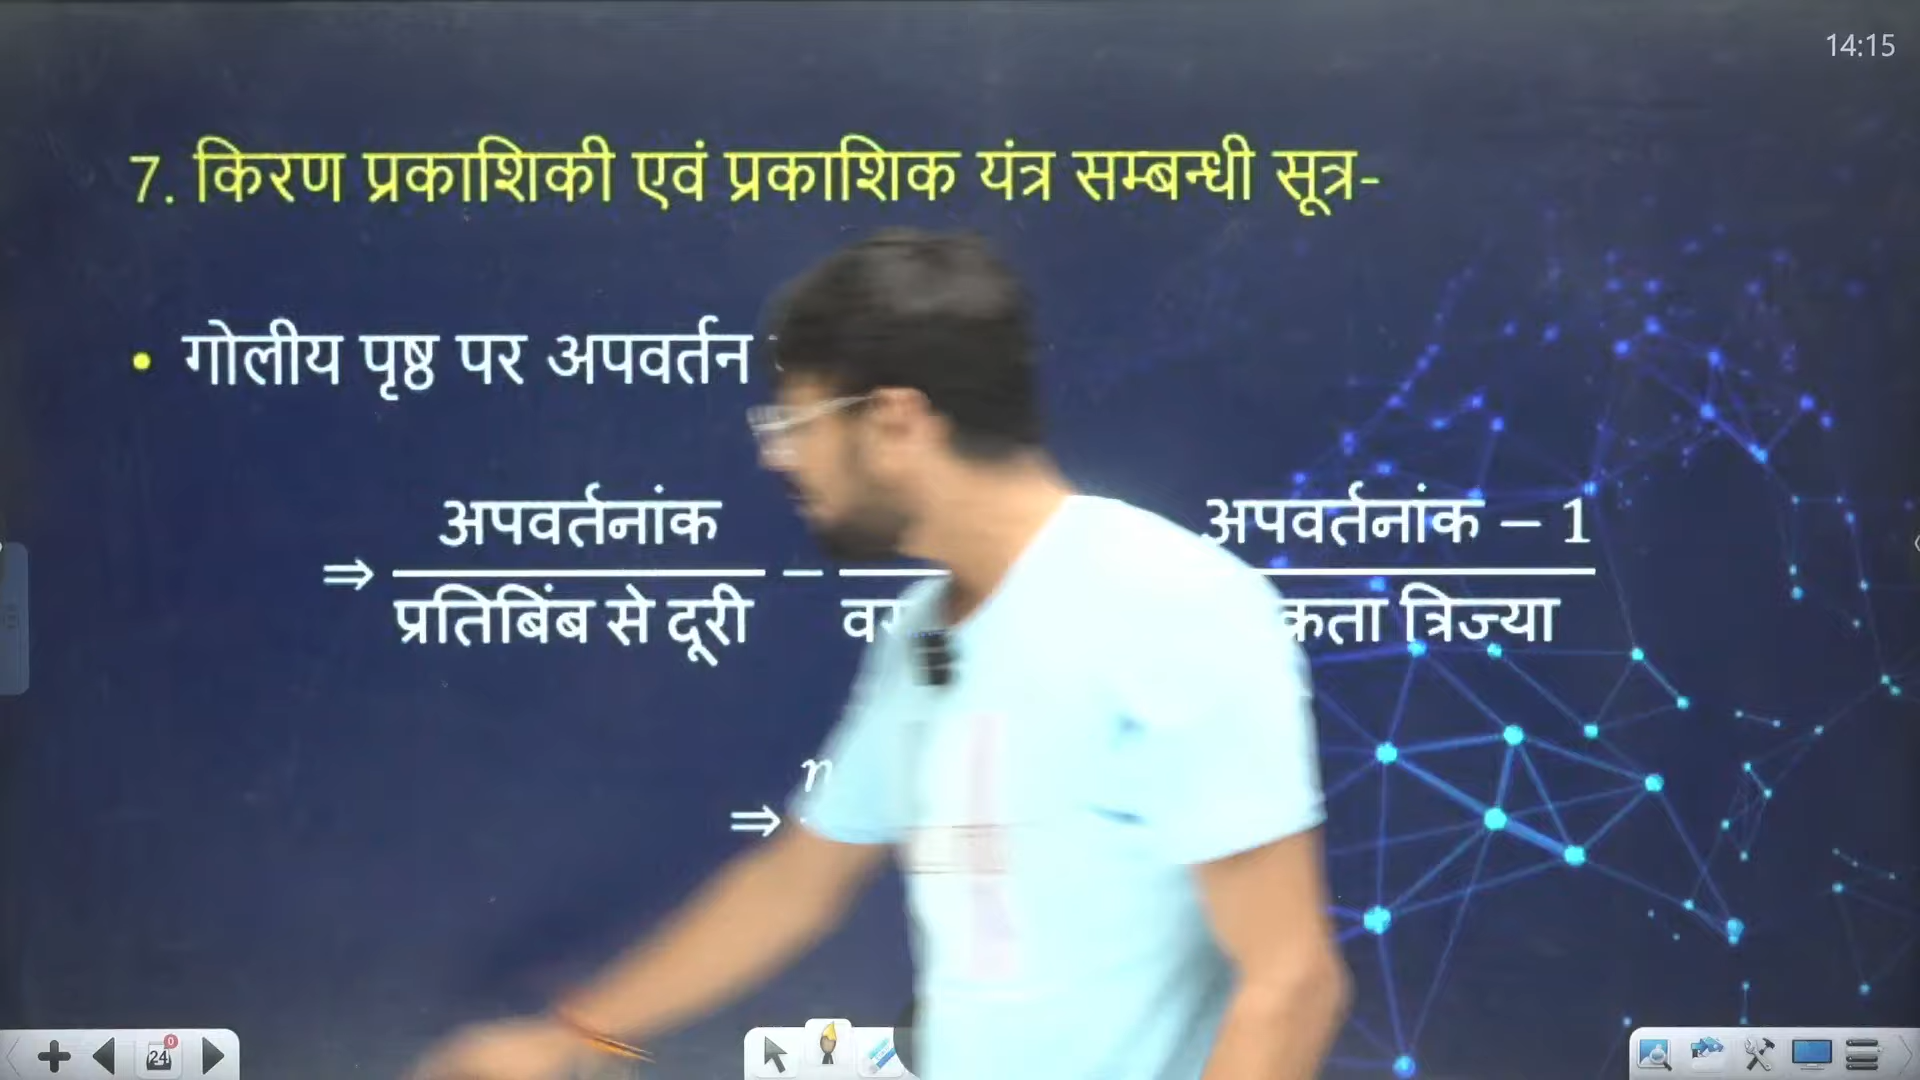 14:15
7. किरण प्रकाशिकी एवं प्रकाशिक यंत्र सम्बन्धी सूत्र-
• गोलीय पृष्ठ पर अपवर्तन
अपवर्तनांक अपवर्तनांक – 1
⇒ –
प्रतिबिंब से दूरी त्रिज्या
n
⇒
24 0